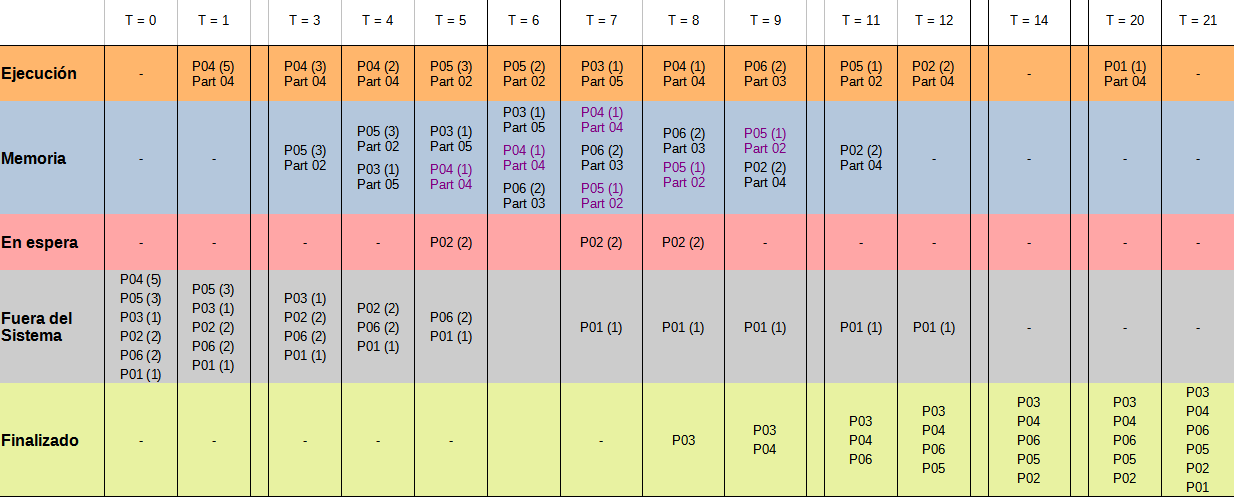 T = 0 T = 1 T = 3 T = 4 T = 5 T = 6 T = 7 T = 8 T = 9 T = 11 T = 12 T = 14 T = 20 T = 21
Ejecución
-
P04 (5)
Part 04
P04 (3)
Part 04
P04 (2)
Part 04
P05 (3)
Part 02
P05 (2)
Part 02
P03 (1)
Part 05
P04 (1)
Part 04
P06 (2)
Part 03
P05 (1)
Part 02
P02 (2)
Part 04
-
P01 (1)
Part 04
-
Memoria
-
-
P05 (3)
Part 02
P05 (3)
Part 02
P03 (1)
Part 05
P03 (1)
Part 05
P04 (1)
Part 04
P03 (1)
Part 05
P04 (1)
Part 04
P06 (2)
Part 03
P04 (1)
Part 04
P06 (2)
Part 03
P05 (1)
Part 02
P06 (2)
Part 03
P05 (1)
Part 02
P05 (1)
Part 02
P02 (2)
Part 04
P02 (2)
Part 04
-
-
-
-
En espera
-
-
-
-
P02 (2)
P02 (2)
P02 (2)
-
-
-
-
-
-
Fuera del
Sistema
P04 (5)
P05 (3)
P03 (1)
P02 (2)
P06 (2)
P01 (1)
P05 (3)
P03 (1)
P02 (2)
P06 (2)
P01 (1)
P03 (1)
P02 (2)
P06 (2)
P01 (1)
P02 (2)
P06 (2)
P01 (1)
P06 (2)
P01 (1)
P01 (1)
P01 (1)
P01 (1)
P01 (1)
P01 (1)
-
-
-
Finalizado
-
-
-
-
-
-
P03
P03
P04
P03
P04
P06
P03
P04
P06
P05
P03
P04
P06
P05
P02
P03
P04
P06
P05
P02
P03
P04
P06
P05
P02
P01